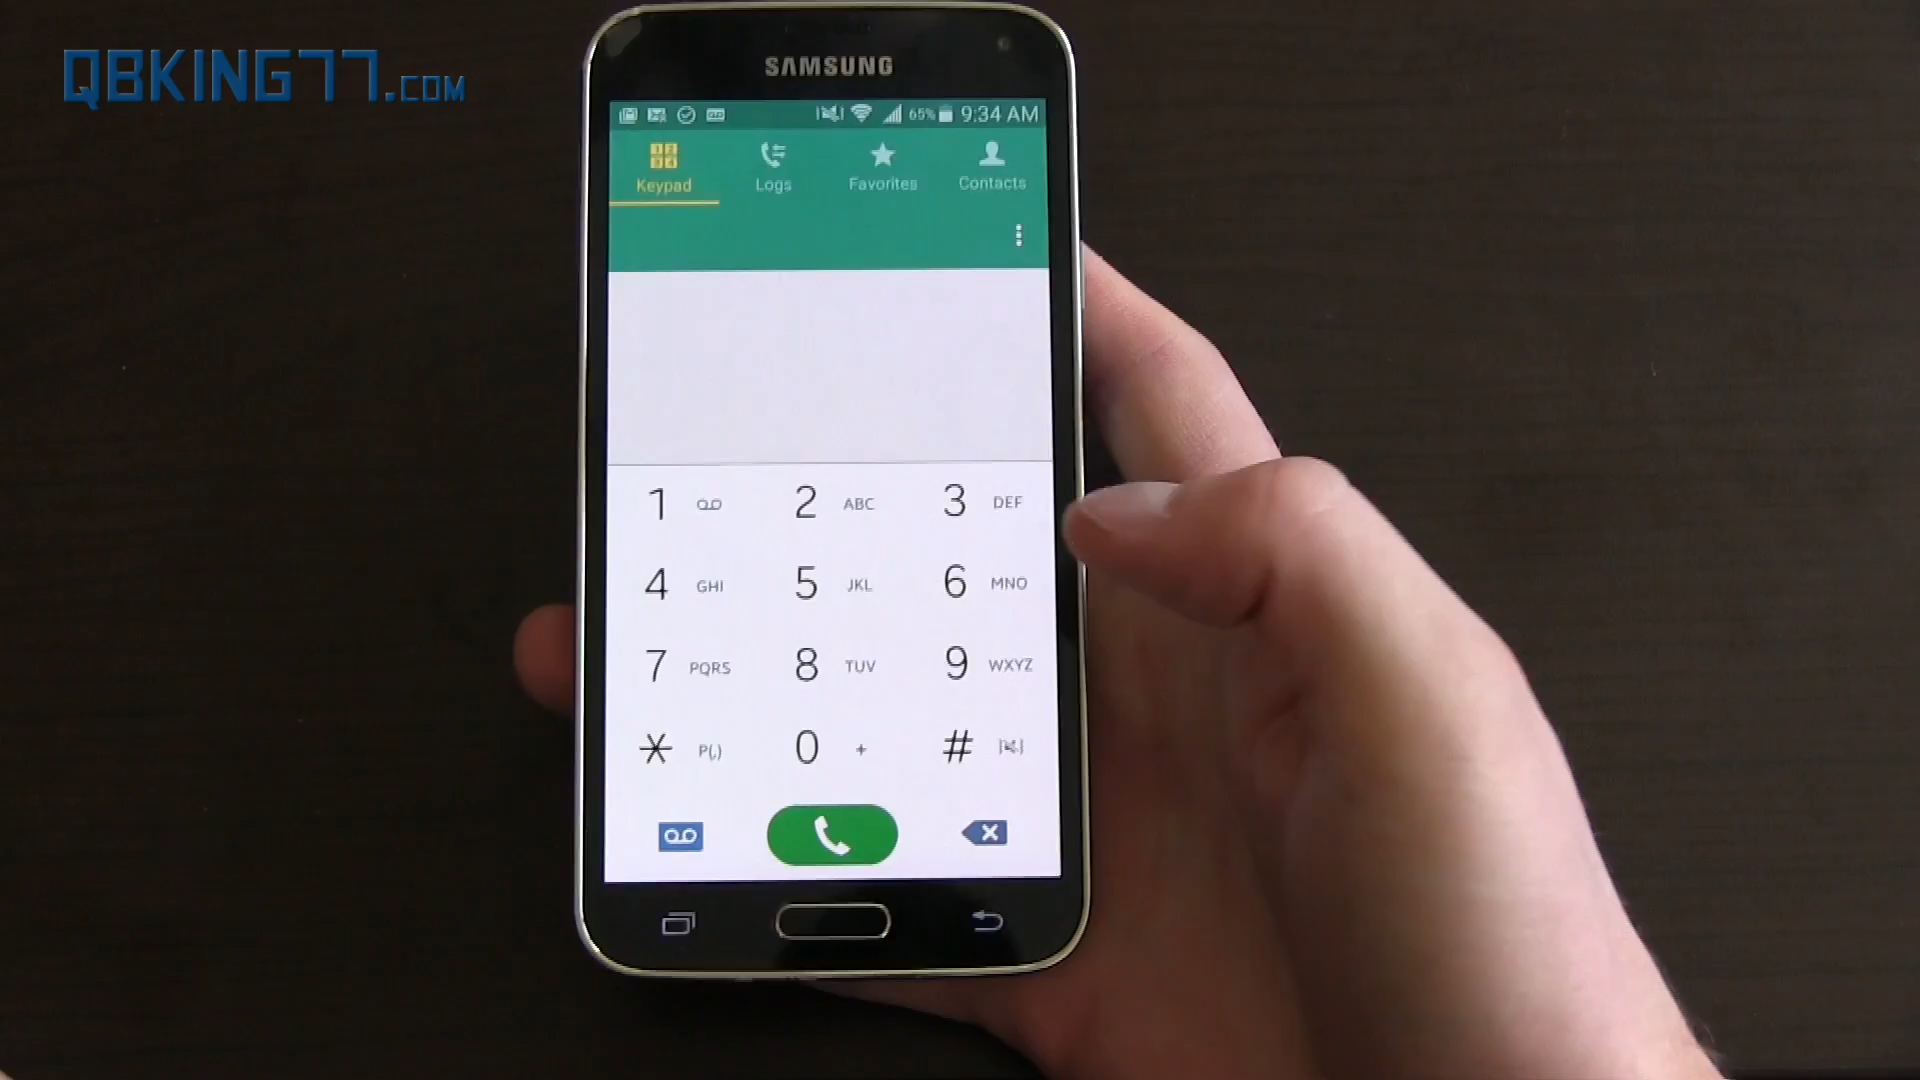 QBKING77.COM
SAMSUNG
65% 9:34 AM
Keypad Logs Favorites Contacts
1 2 ABC 3 DEF
4 GHI 5 JKL 6 MNO
7 PQRS 8 TUV 9 WXYZ
* P(,) 0 + #